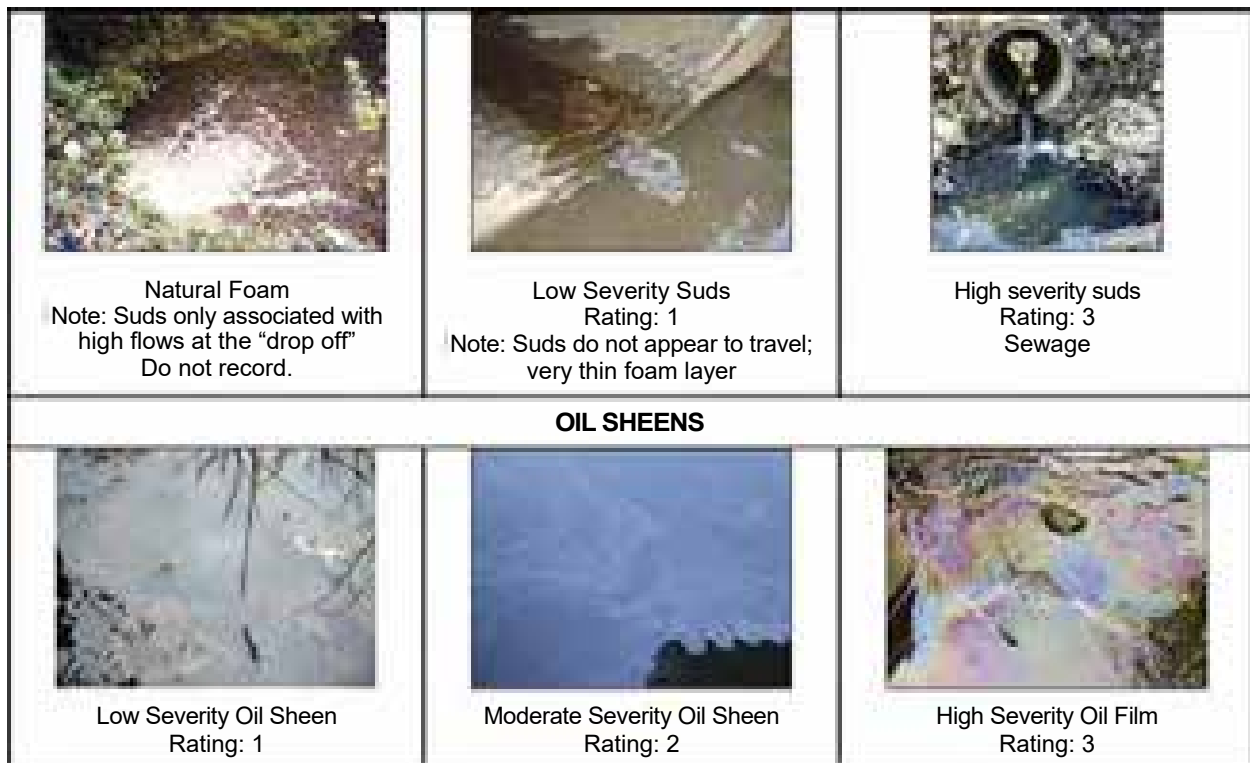 Natural Foam
Note: Suds only associated with
high flows at the “drop off”
Do not record.
Low Severity Suds
Rating: 1
Note: Suds do not appear to travel;
very thin foam layer
High severity suds
Rating: 3
Sewage
OIL SHEENS
Low Severity Oil Sheen
Rating: 1
Moderate Severity Oil Sheen
Rating: 2
High Severity Oil Film
Rating: 3